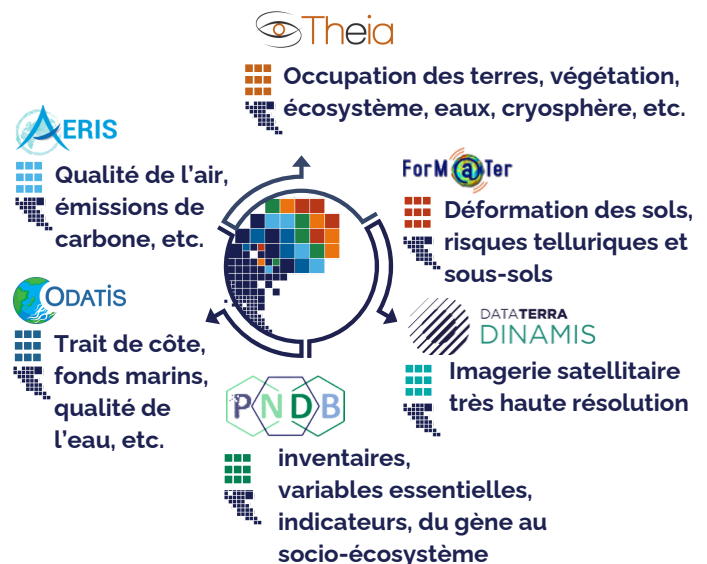 Theia
Occupation des terres, végétation,
écosystème, eaux, cryosphère, etc.
AERIS
Qualité de l'air,
émissions de
carbone, etc.
ForM@Ter
Déformation des sols,
risques telluriques et
sous-sols
ODATIS
Trait de côte,
fonds marins,
qualité de
l'eau, etc.
DATATERRA
DINAMIS
Imagerie satellitaire
très haute résolution
PNDB
inventaires,
variables essentielles,
indicateurs, du gène au
socio-écosystème